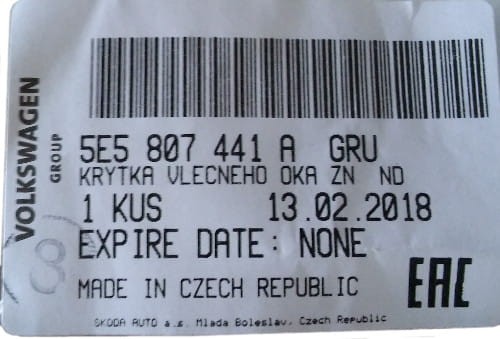 VOLKSWAGEN
GROUP
5E5 807 441 A GRU
KRYTKA VLECNEHO OKA ZN ND
1 KUS 13.02.2018
EXPIRE DATE: NONE
MADE IN CZECH REPUBLIC
EAC
SKODA AUTO a.s. Mlada Boleslav, Czech Republic